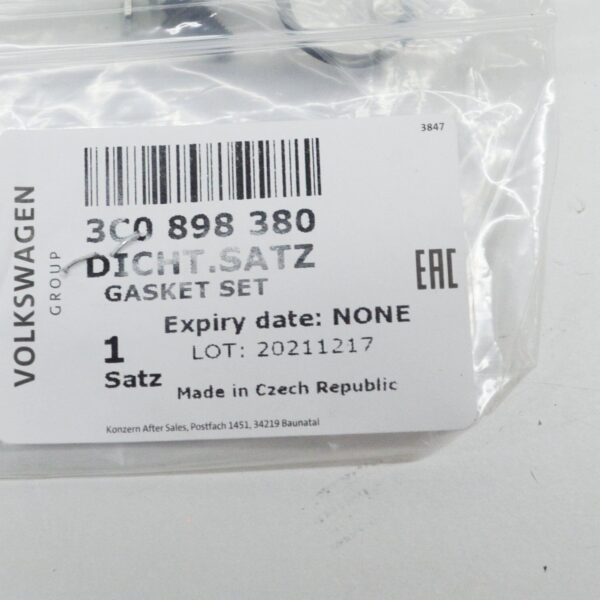 3847
VOLKSWAGEN
GROUP
3C0 898 380
DICHT.SATZ
GASKET SET
EAC
Expiry date: NONE
LOT: 20211217
1
Satz
Made in Czech Republic
Konzern After Sales, Postfach 1451, 34219 Baunatal